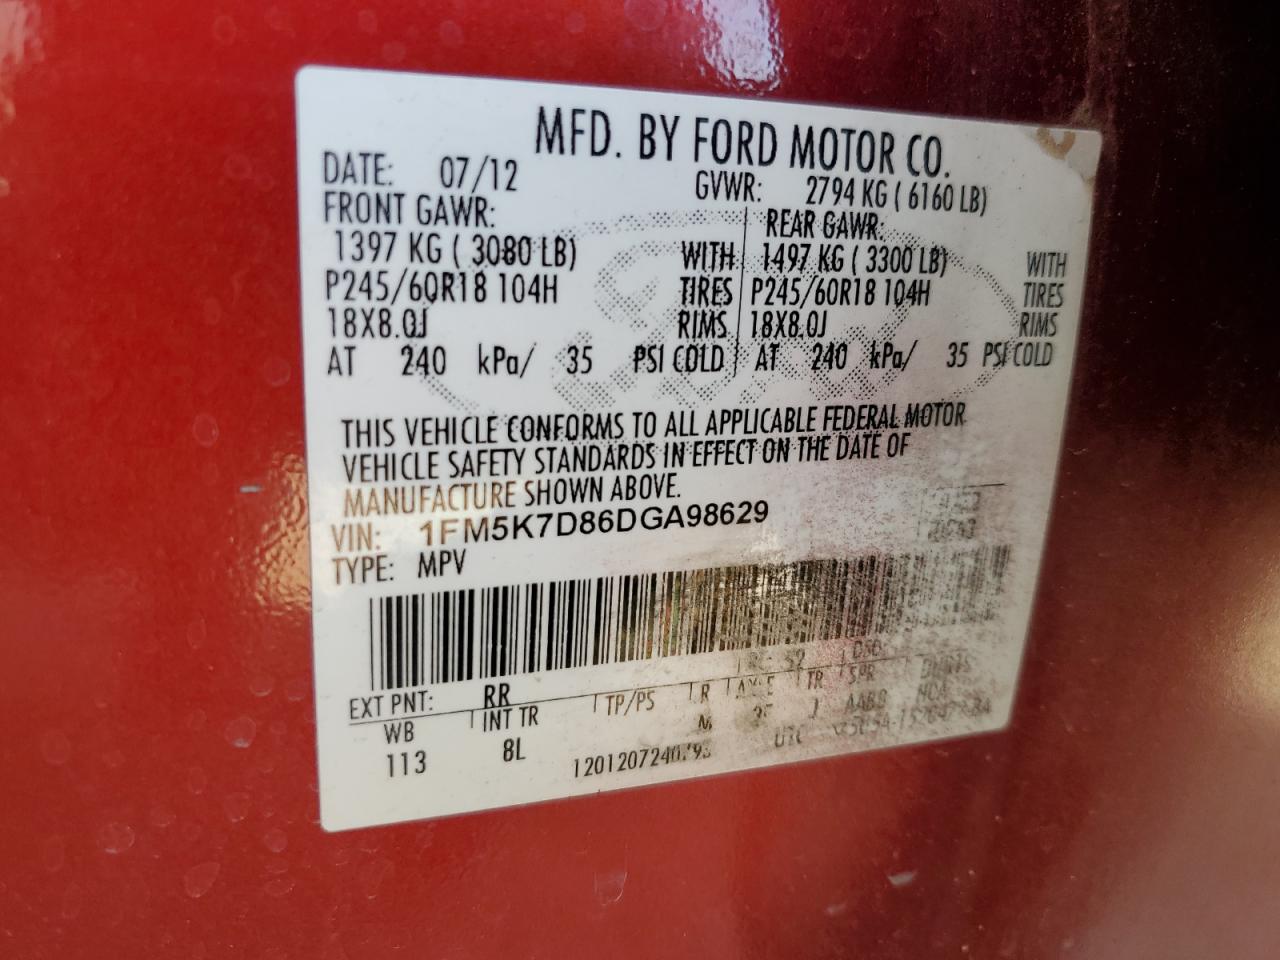 MFD. BY FORD MOTOR CO.
DATE: 07/12 GVWR: 2794 KG ( 6160 LB)
FRONT GAWR: REAR GAWR:
1397 KG ( 3080 LB) WITH 1497 KG ( 3300 LB) WITH
P245/60R18 104H TIRES P245/60R18 104H TIRES
18X8.0J RIMS 18X8.0J RIMS
AT 240 kPa/ 35 PSI COLD AT 240 kPa/ 35 PSI COLD
THIS VEHICLE CONFORMS TO ALL APPLICABLE FEDERAL MOTOR
VEHICLE SAFETY STANDARDS IN EFFECT ON THE DATE OF
MANUFACTURE SHOWN ABOVE.
VIN: 1FM5K7D86DGA98629
TYPE: MPV
EXT PNT: RR
WB INT TR TP/PS R AXLE TR SPR
113 8L M J AABB